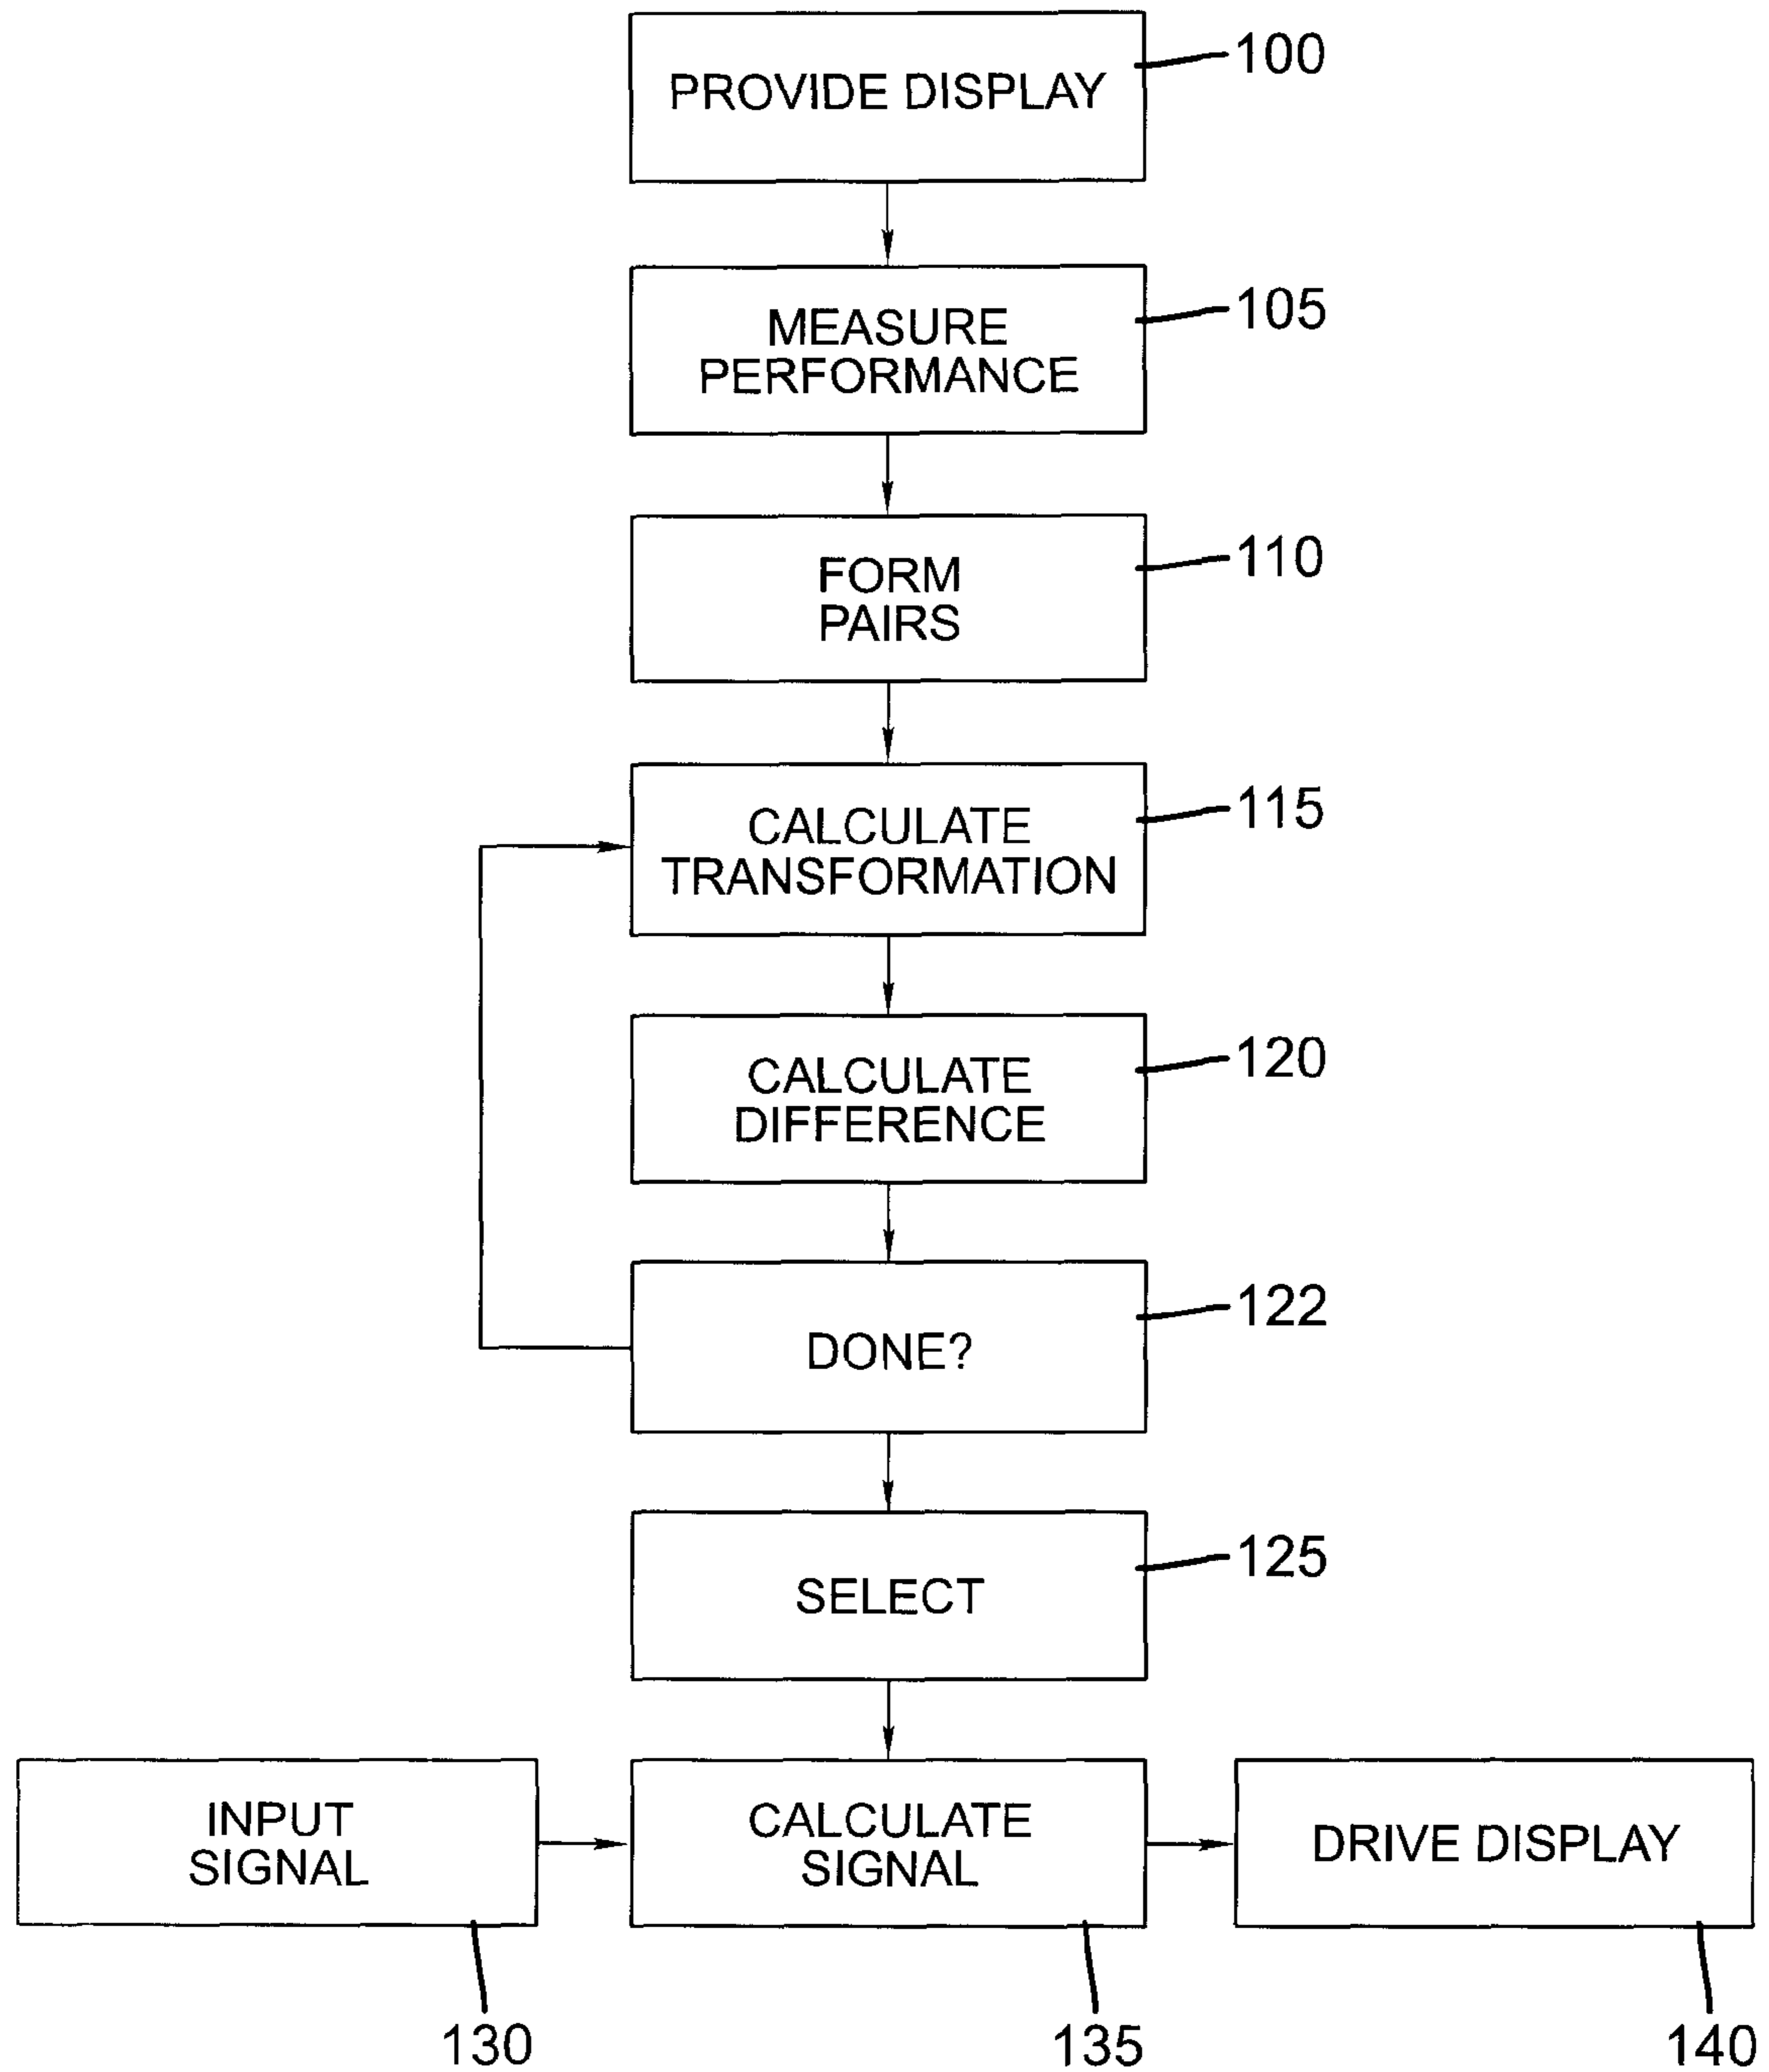 PROVIDE DISPLAY
100
MEASURE
PERFORMANCE
105
FORM
PAIRS
110
CALCULATE
TRANSFORMATION
115
CALCULATE
DIFFERENCE
120
DONE?
122
SELECT
125
INPUT
SIGNAL
130
CALCULATE
SIGNAL
135
DRIVE DISPLAY
140